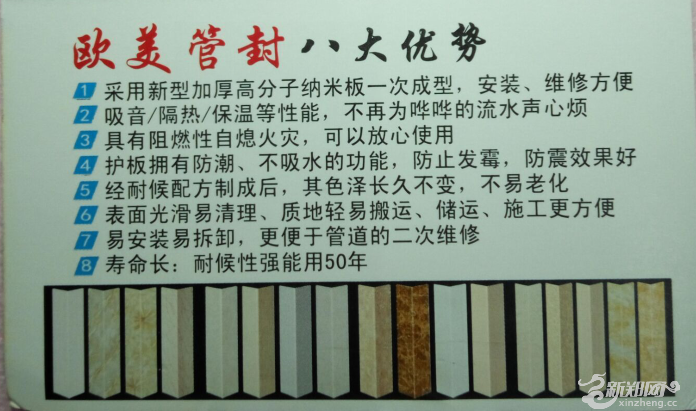 欧美管封八大优势
1 采用新型加厚高分子纳米板一次成型，安装、维修方便
2 吸音/隔热/保温等性能，不再为哗哗的流水声心烦
3 具有阻燃性自熄火灾，可以放心使用
4 护板拥有防潮、不吸水的功能，防止发霉，防震效果好
5 经耐候配方制成后，其色泽长久不变，不易老化
6 表面光滑易清理、质地轻易搬运、储运、施工更方便
7 易安装易拆卸，更便于管道的二次维修
8 寿命长：耐候性强能用50年
新郑网
xinzheng.cc